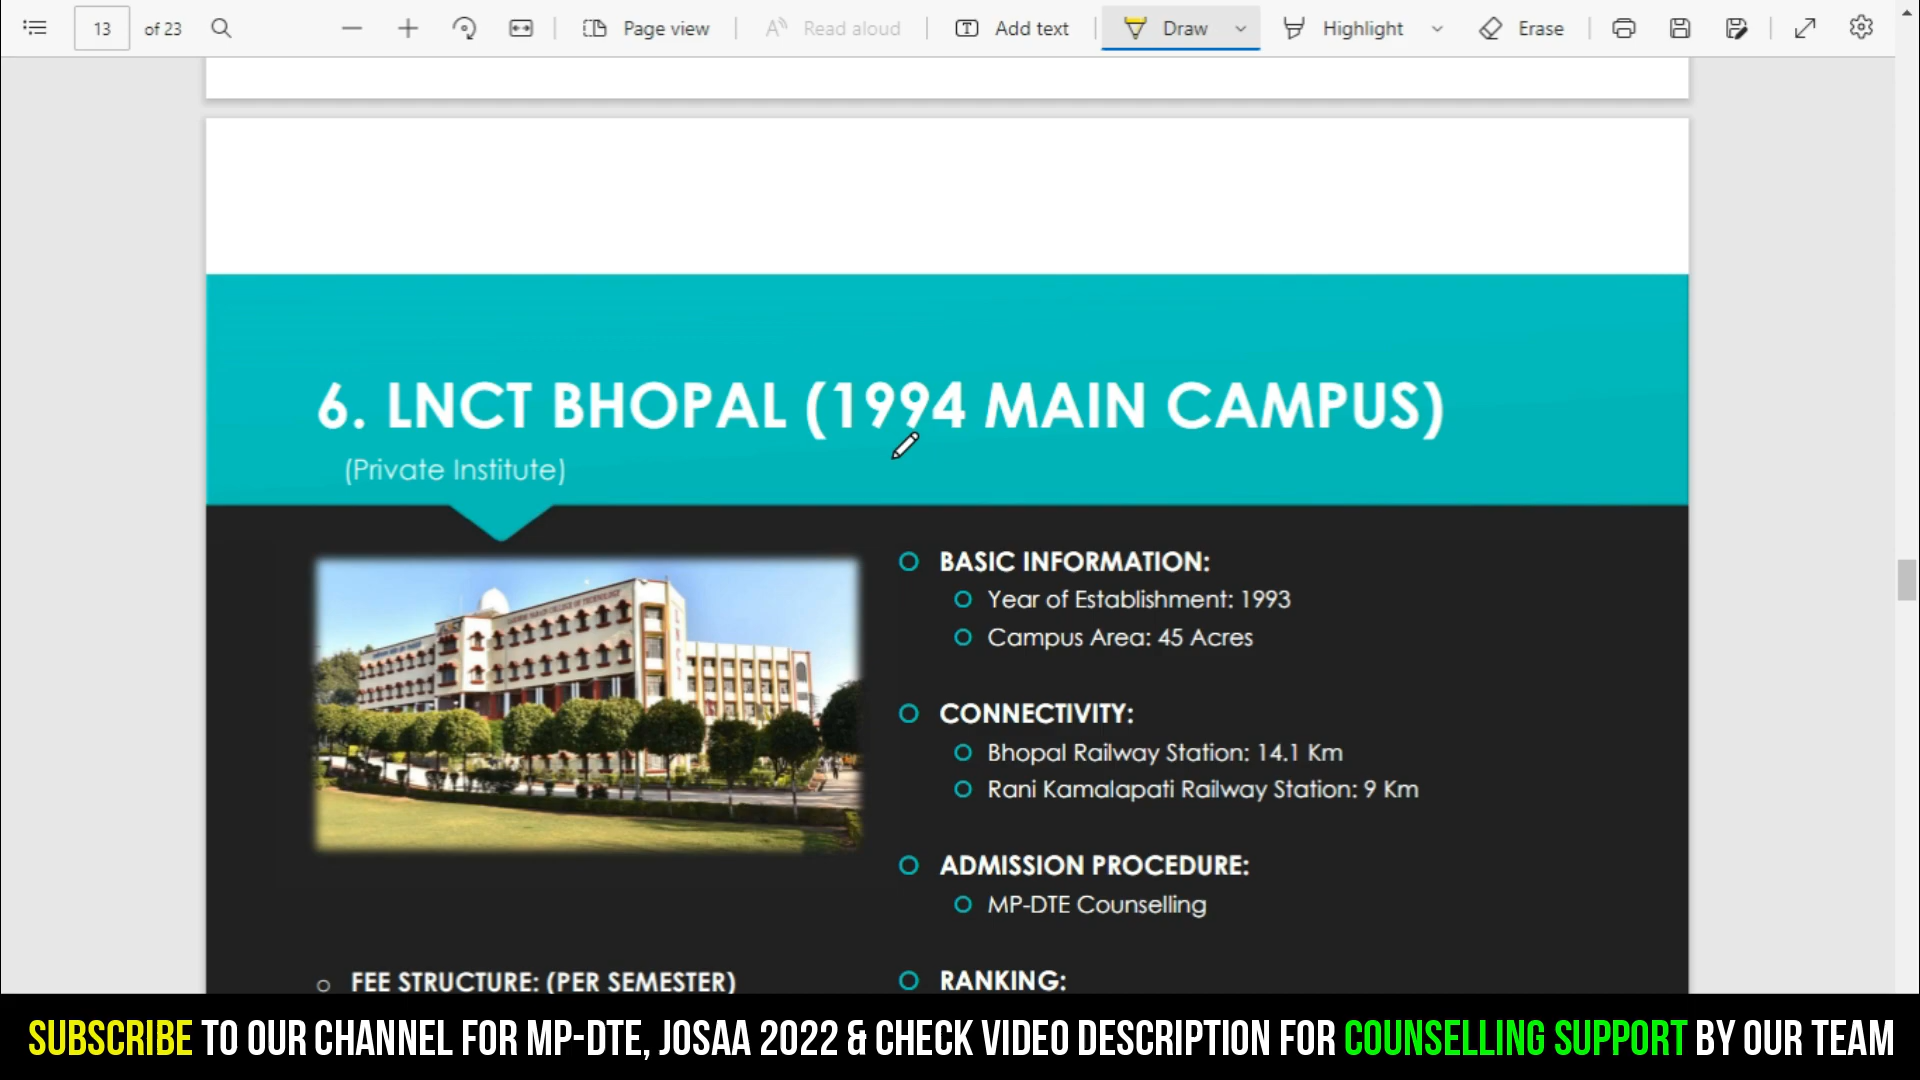 13 of 23 Page view Read aloud Add text Draw Highlight Erase
6. LNCT BHOPAL (1994 MAIN CAMPUS)
(Private Institute)
BASIC INFORMATION:
Year of Establishment: 1993
Campus Area: 45 Acres
CONNECTIVITY:
Bhopal Railway Station: 14.1 Km
Rani Kamalapati Railway Station: 9 Km
ADMISSION PROCEDURE:
MP-DTE Counselling
FEE STRUCTURE: (PER SEMESTER)
RANKING:
SUBSCRIBE TO OUR CHANNEL FOR MP-DTE, JOSAA 2022 & CHECK VIDEO DESCRIPTION FOR COUNSELLING SUPPORT BY OUR TEAM